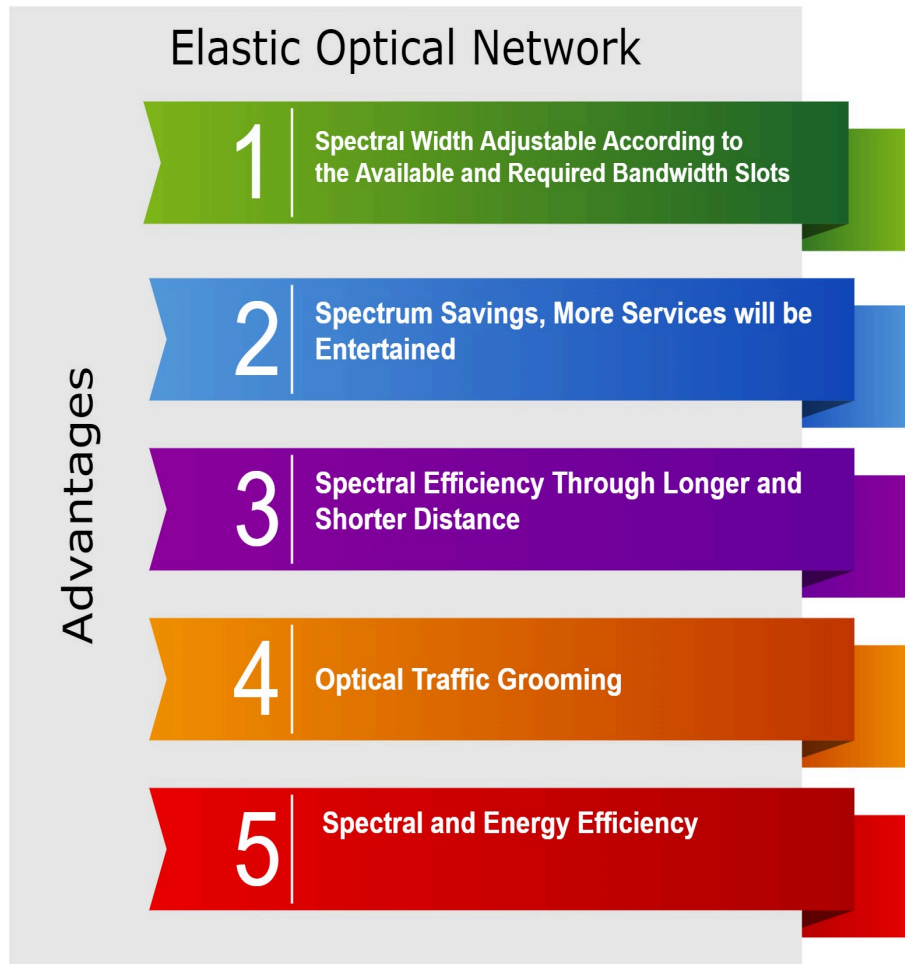 Elastic Optical Network
Advantages
1
Spectral Width Adjustable According to
the Available and Required Bandwidth Slots
2
Spectrum Savings, More Services will be
Entertained
3
Spectral Efficiency Through Longer and
Shorter Distance
4
Optical Traffic Grooming
5
Spectral and Energy Efficiency